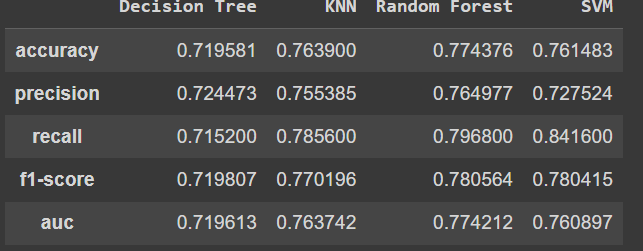 Decision Tree KNN Random Forest SVM
accuracy 0.719581 0.763900 0.774376 0.761483
precision 0.724473 0.755385 0.764977 0.727524
recall 0.715200 0.785600 0.796800 0.841600
f1-score 0.719807 0.770196 0.780564 0.780415
auc 0.719613 0.763742 0.774212 0.760897